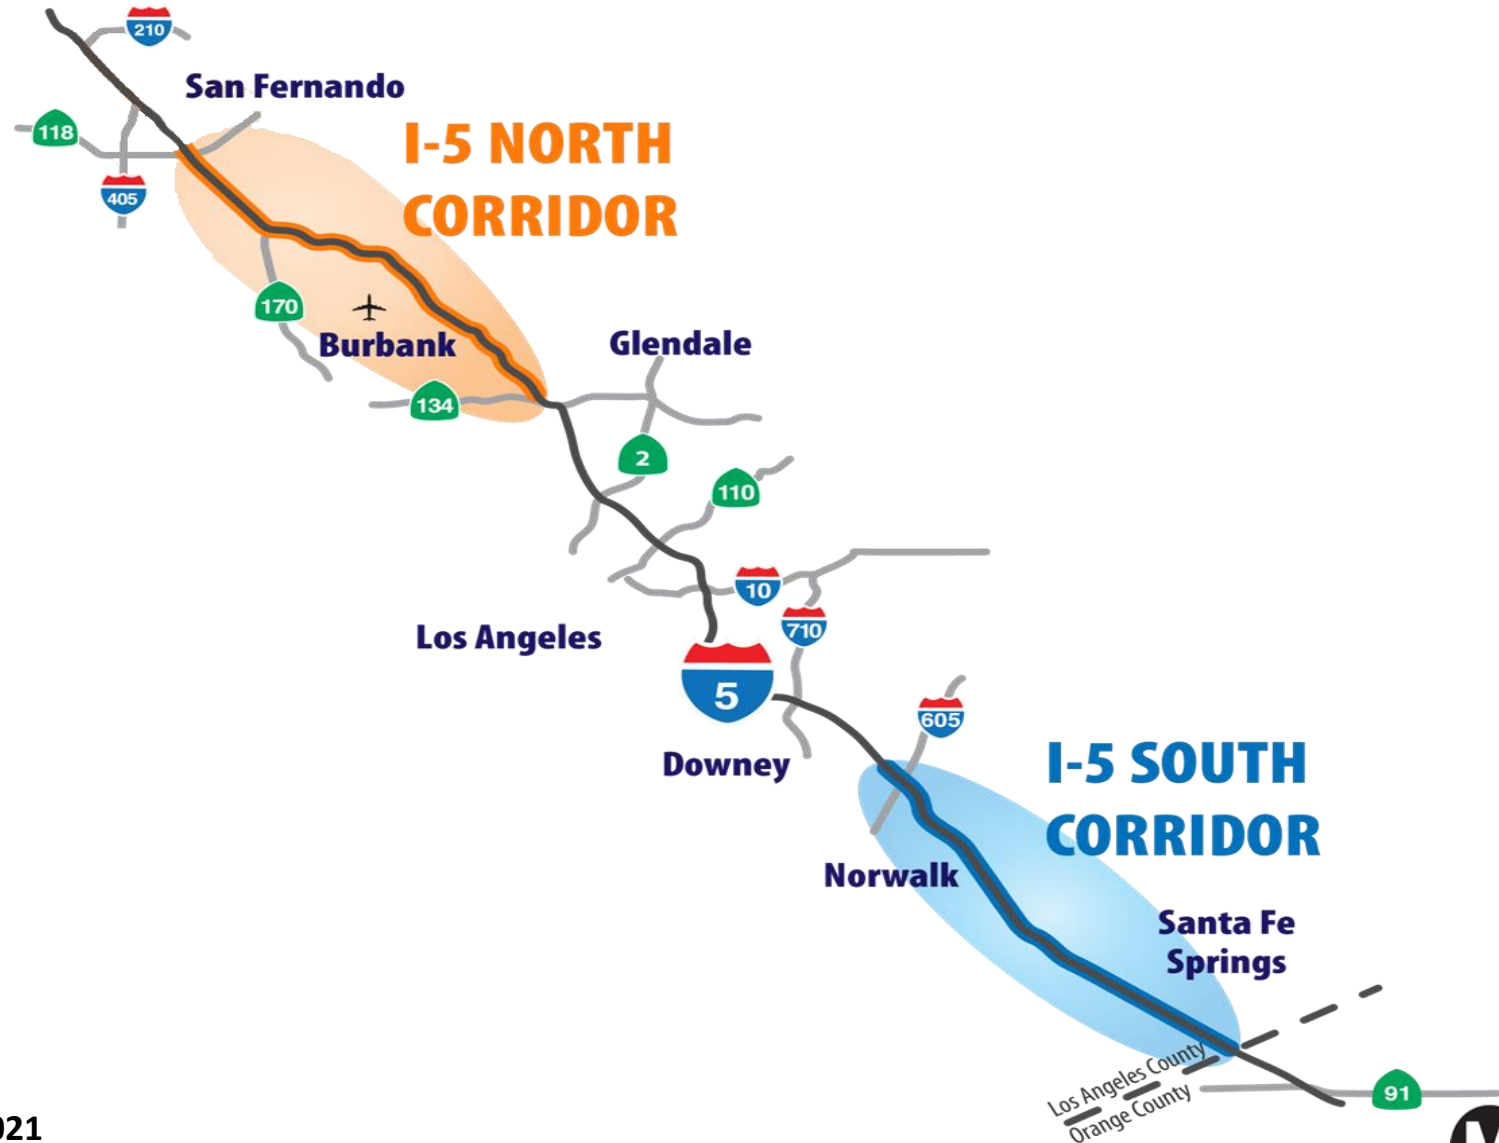 210
San Fernando
118
I-5 NORTH
CORRIDOR
405
170
Burbank
Glendale
134
2
110
10
710
Los Angeles
5
605
Downey
I-5 SOUTH
CORRIDOR
Norwalk
Santa Fe
Springs
Los Angeles County
Orange County
91
021